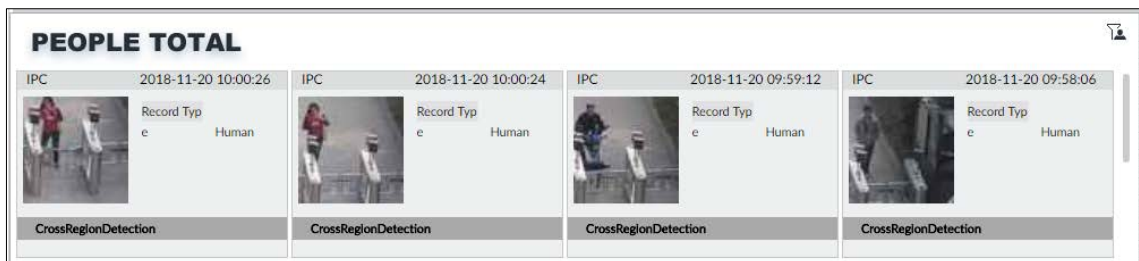 PEOPLE TOTAL
IPC 2018-11-20 10:00:26
Record Typ
e Human
CrossRegionDetection
IPC 2018-11-20 10:00:24
Record Typ
e Human
CrossRegionDetection
IPC 2018-11-20 09:59:12
Record Typ
e Human
CrossRegionDetection
IPC 2018-11-20 09:58:06
Record Typ
e Human
CrossRegionDetection